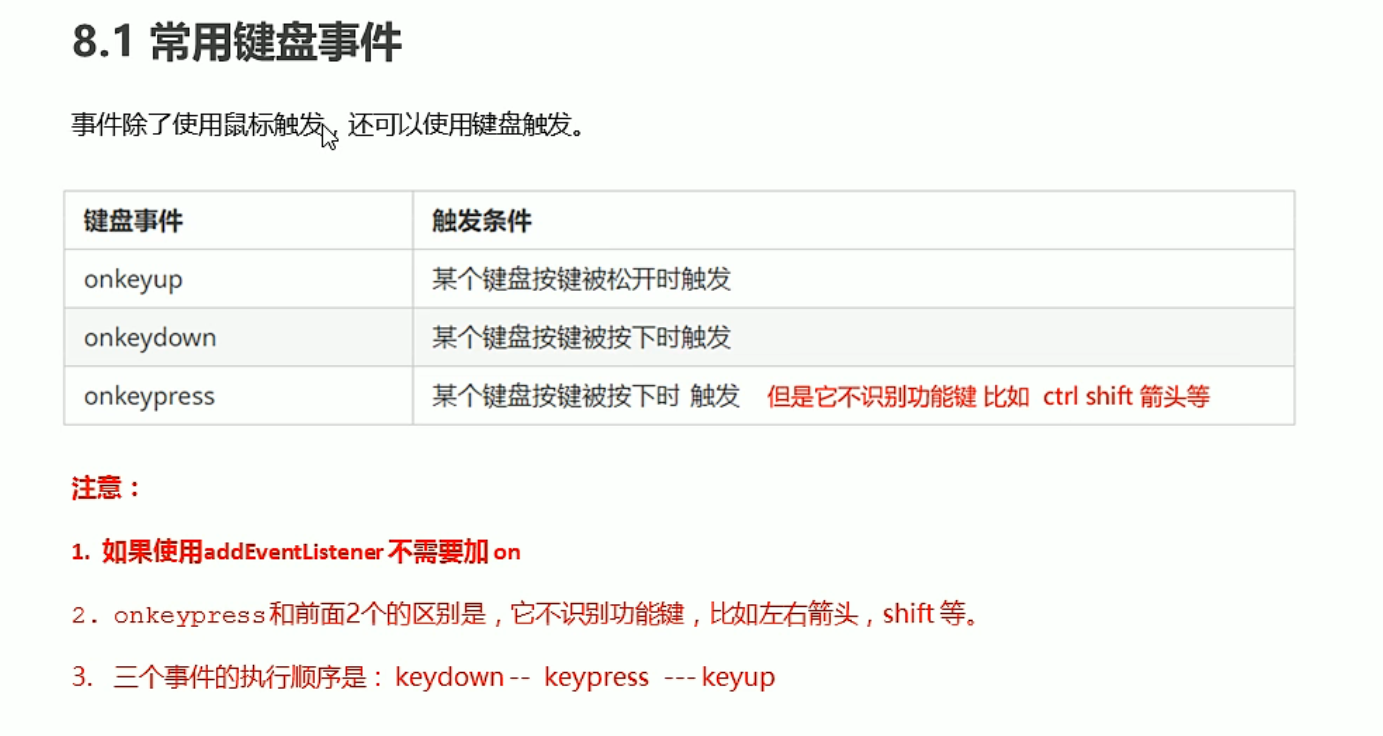 8.1 常用键盘事件
事件除了使用鼠标触发，还可以使用键盘触发。
键盘事件 触发条件
onkeyup 某个键盘按键被松开时触发
onkeydown 某个键盘按键被按下时触发
onkeypress 某个键盘按键被按下时 触发 但是它不识别功能键 比如 ctrl shift 箭头等
注意：
1. 如果使用addEventListener 不需要加 on
2. onkeypress和前面2个的区别是，它不识别功能键，比如左右箭头，shift 等。
3. 三个事件的执行顺序是：keydown -- keypress --- keyup